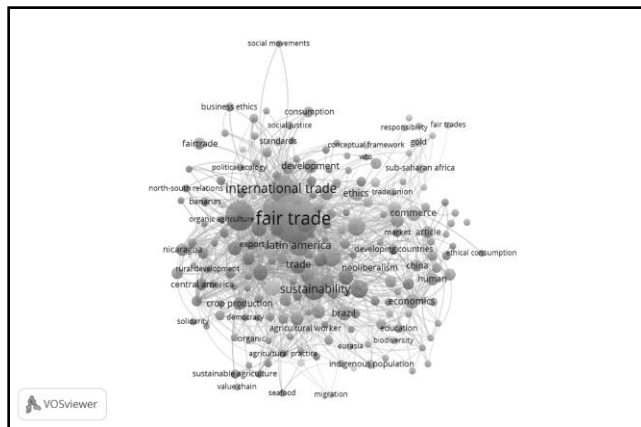 social movements
business ethics
consumption
social justice
responsibility
fair trades
fairtrade
standards
conceptual framework
gold
wto
political ecology
development
sub-saharan africa
north-south relations
international trade
ethics
trade union
bananas
organic agriculture
fair trade
commerce
market
article
nicaragua
export
latin america
developing countries
ethical consumption
rural development
trade
neoliberalism
china
central america
sustainability
human
crop production
economics
solidarity
democracy
brazil
agricultural worker
education
organic
eurasia
biodiversity
agricultural practice
indigenous population
sustainable agriculture
value chain
seafood
migration
VOSviewer